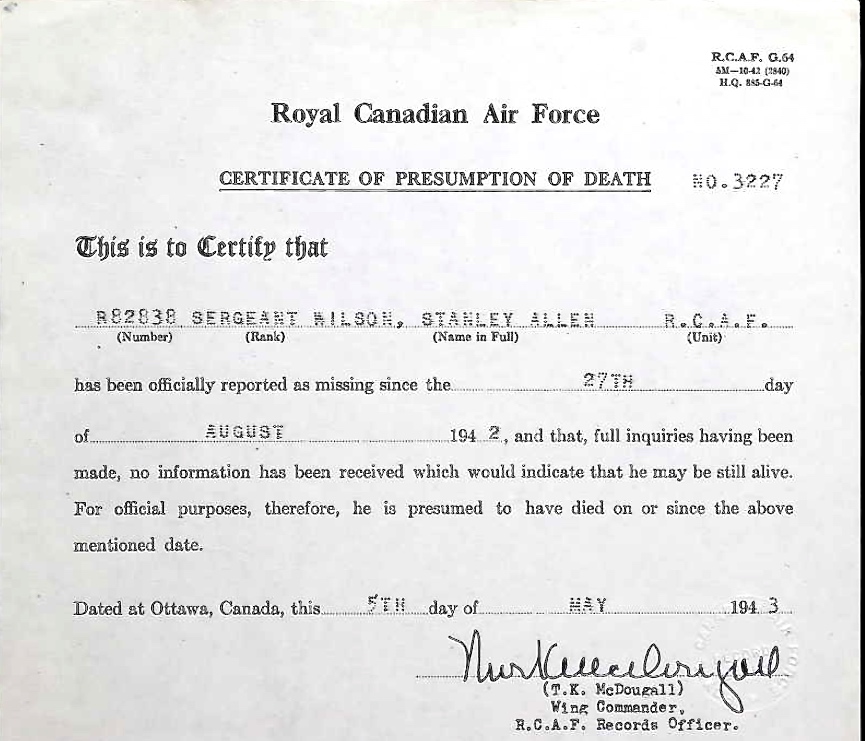 R.C.A.F. G.64
5M—10-42 (2840)
H.Q. 885-G-64
Royal Canadian Air Force
CERTIFICATE OF PRESUMPTION OF DEATH NO.3227
This is to Certify that
R82838 SERGEANT WILSON, STANLEY ALLEN R.C.A.F.
(Number) (Rank) (Name in Full) (Unit)
has been officially reported as missing since the 27TH day
of AUGUST 194 2, and that, full inquiries having been
made, no information has been received which would indicate that he may be still alive.
For official purposes, therefore, he is presumed to have died on or since the above
mentioned date.
Dated at Ottawa, Canada, this 5TH day of MAY 194 3
(T.K. McDougall)
Wing Commander,
R.C.A.F. Records Officer.